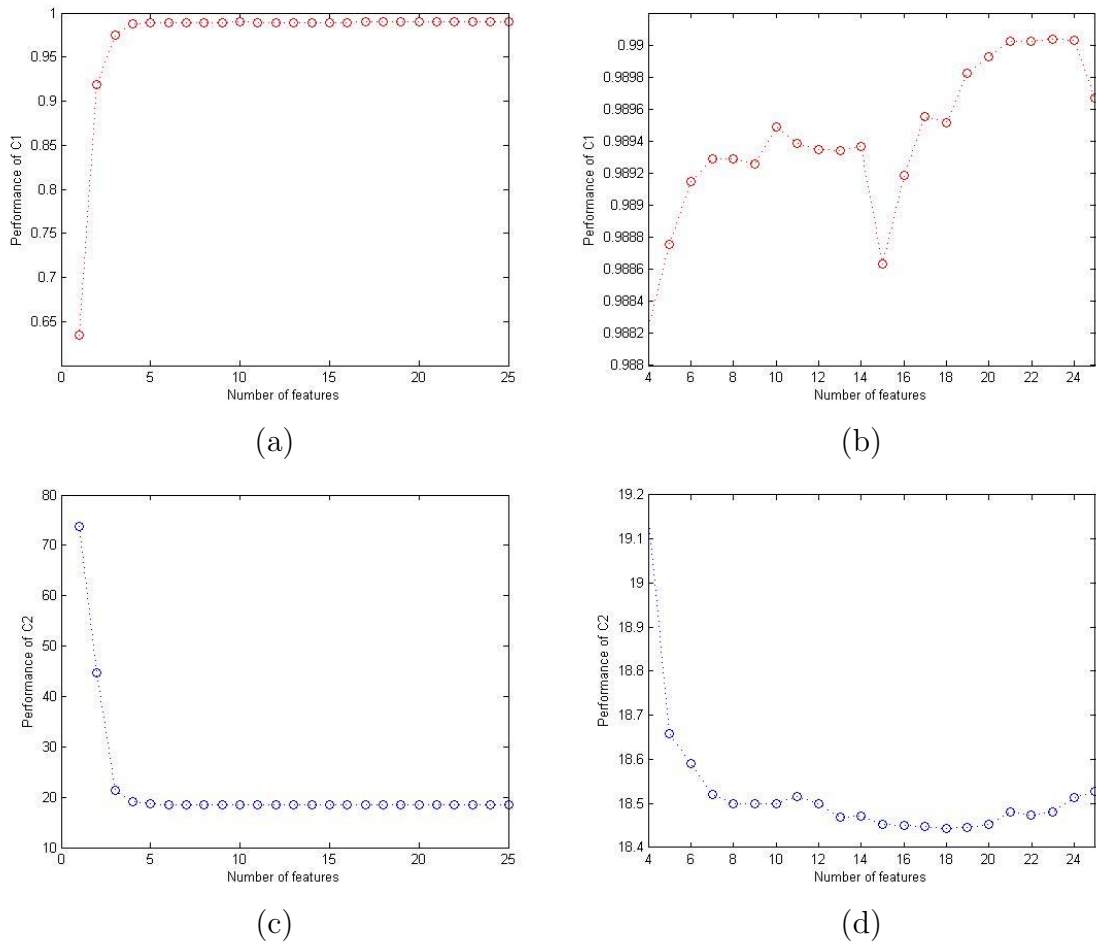 1
0.95
0.9
0.85
0.8
0.75
0.7
0.65
0 5 10 15 20 25
Performance of C1
Number of features
(a)
0.99
0.9898
0.9896
0.9894
0.9892
0.989
0.9888
0.9886
0.9884
0.9882
0.988
4 6 8 10 12 14 16 18 20 22 24
Performance of C1
Number of features
(b)
80
70
60
50
40
30
20
10
0 5 10 15 20 25
Performance of C2
Number of features
(c)
19.2
19.1
19
18.9
18.8
18.7
18.6
18.5
18.4
4 6 8 10 12 14 16 18 20 22 24
Performance of C2
Number of features
(d)